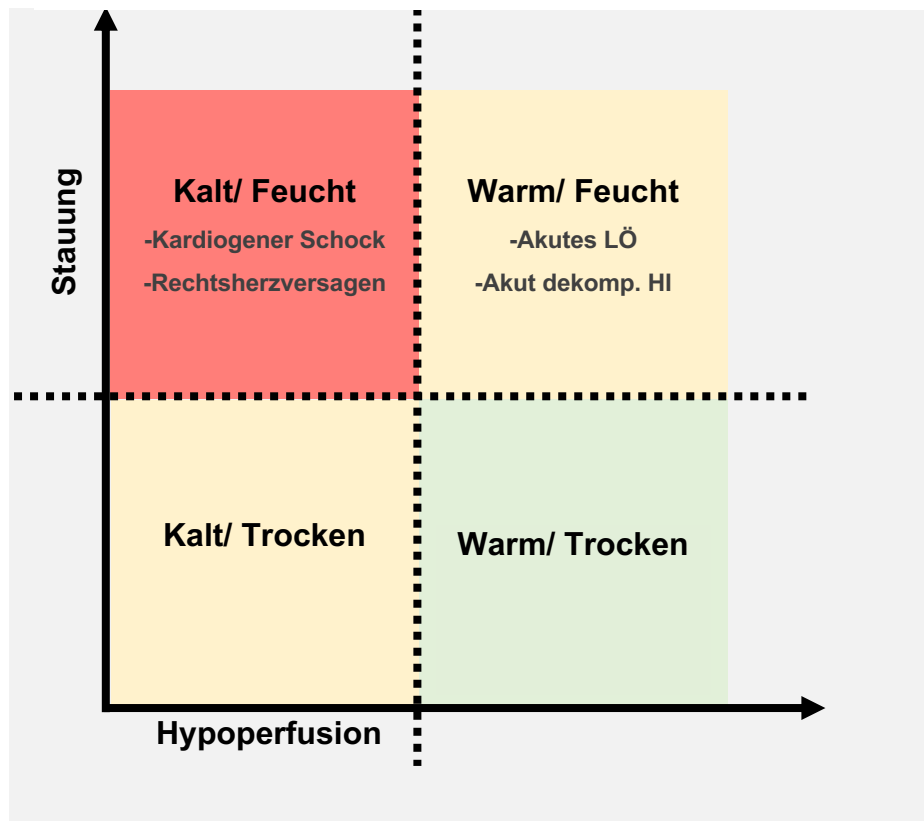 Stauung
Kalt/ Feucht
-Kardiogener Schock
-Rechtsherzversagen
Warm/ Feucht
-Akutes LÖ
-Akut dekomp. HI
Kalt/ Trocken
Warm/ Trocken
Hypoperfusion